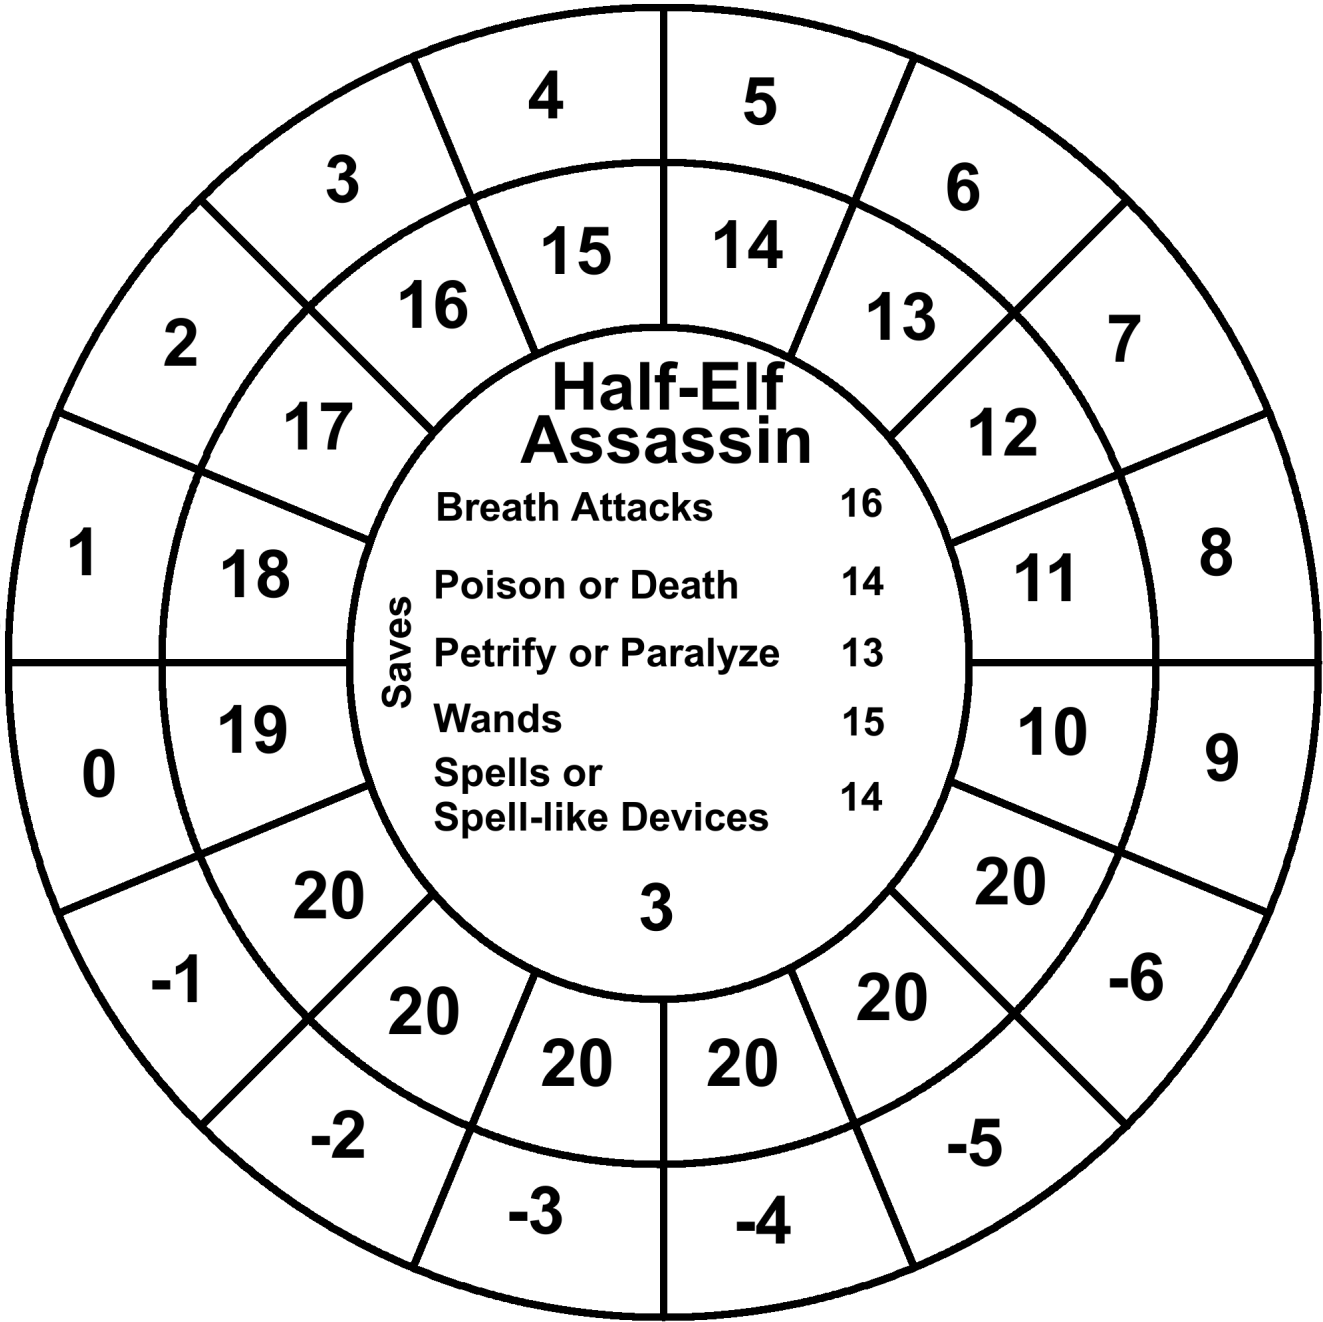 4 5
3 6
15 14
16 13
2 7
17 12
Half-Elf
Assassin
Breath Attacks 16
1 8
18 11
Poison or Death 14
Saves
Petrify or Paralyze 13
Wands 15
19 10
0 9
Spells or
Spell-like Devices 14
20 20
3
-1 -6
20 20
20 20
-2 -5
-3 -4